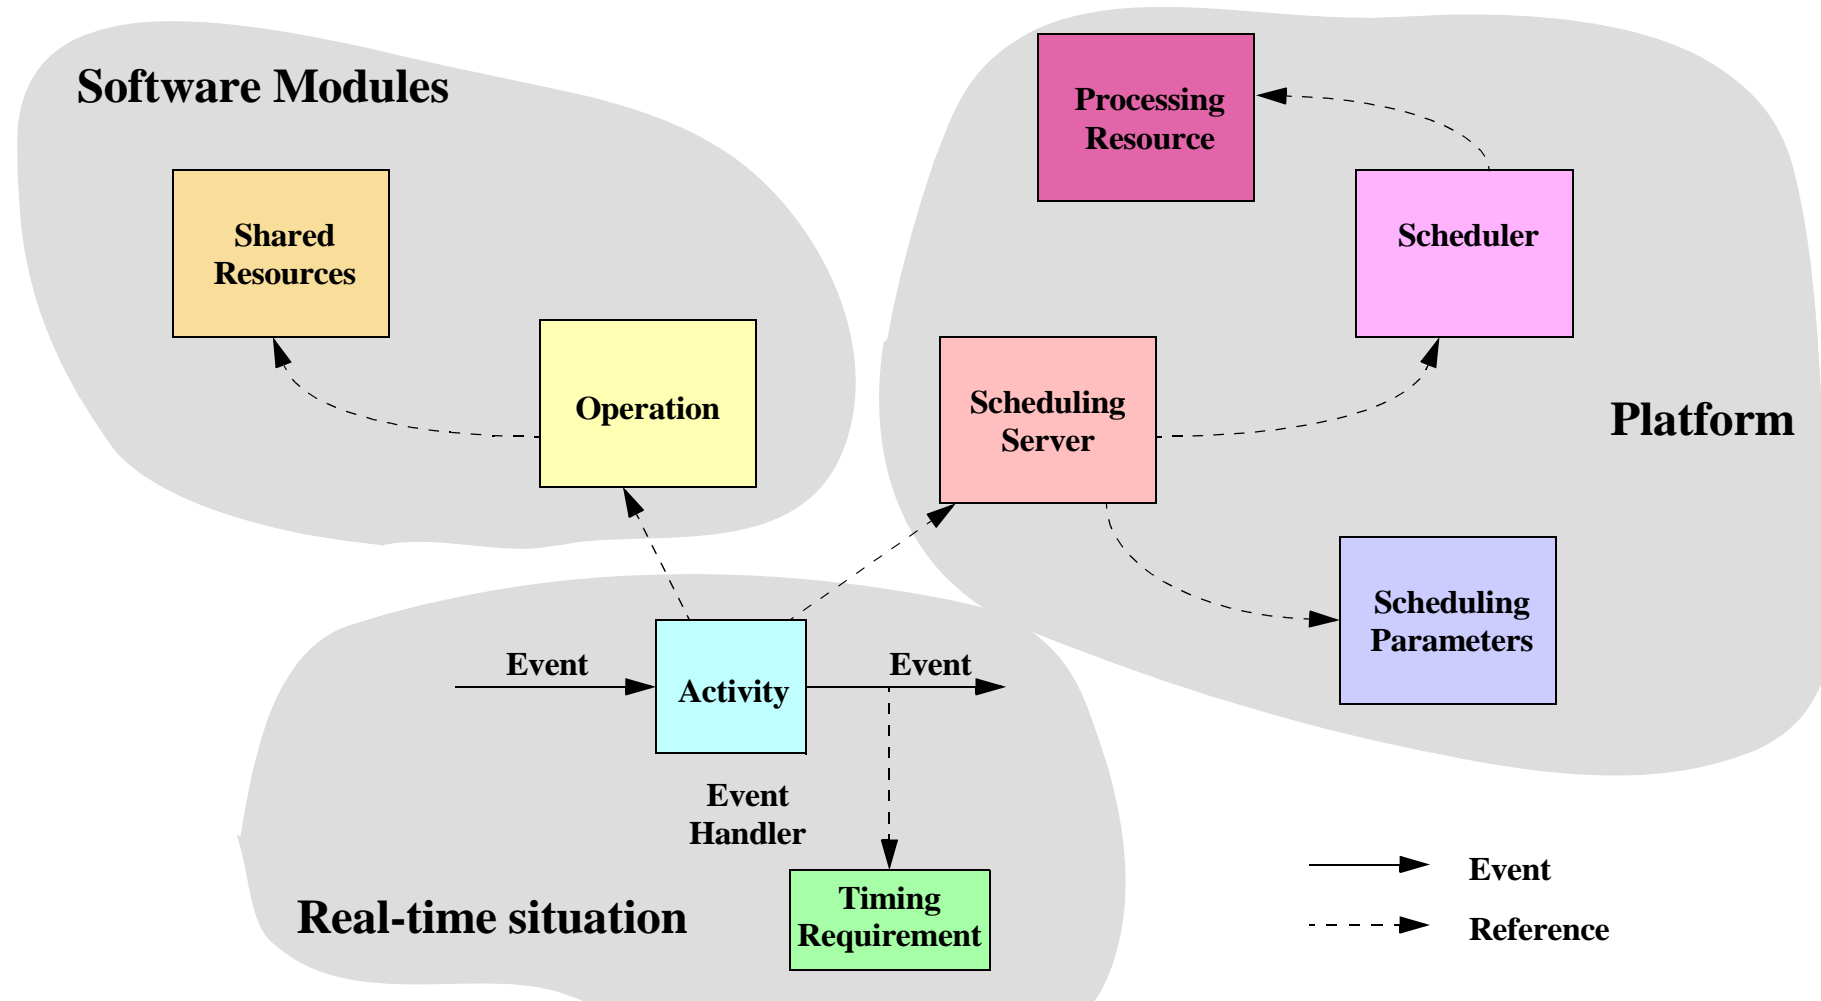 Software Modules
Shared
Resources
Operation
Processing
Resource
Scheduler
Scheduling
Server
Platform
Scheduling
Parameters
Event
Activity
Event
Event
Handler
Timing
Requirement
Real-time situation
Event
Reference